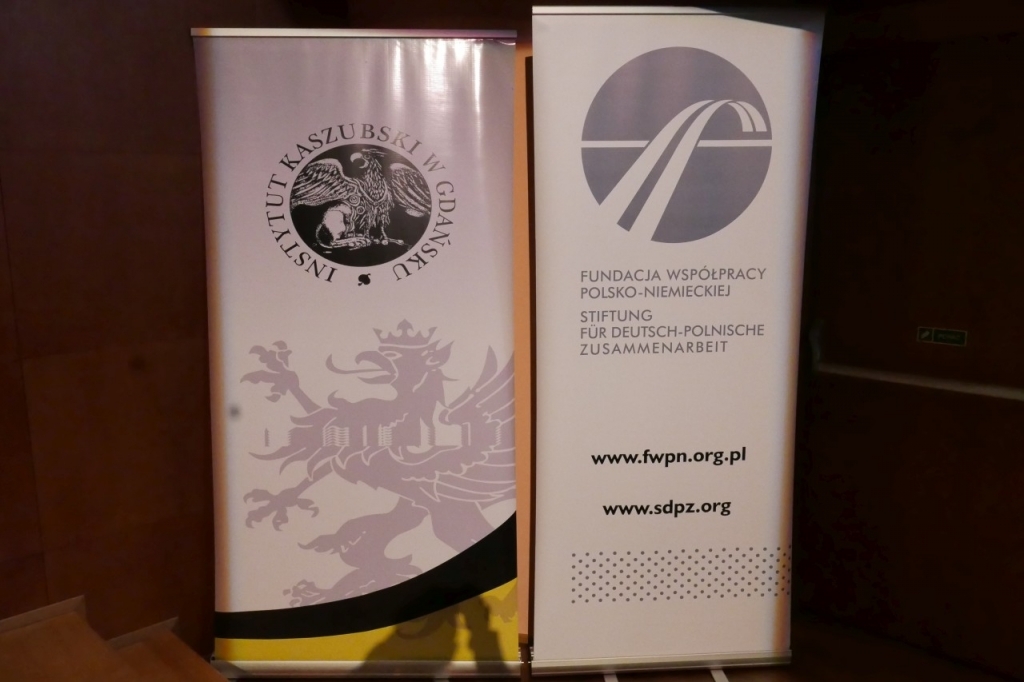 INSTYTUT KASZUBSKI W GDAŃSKU
FUNDACJA WSPÓŁPRACY
POLSKO-NIEMIECKIEJ
STIFTUNG
FÜR DEUTSCH-POLNISCHE
ZUSAMMENARBEIT
www.fwpn.org.pl
www.sdpz.org